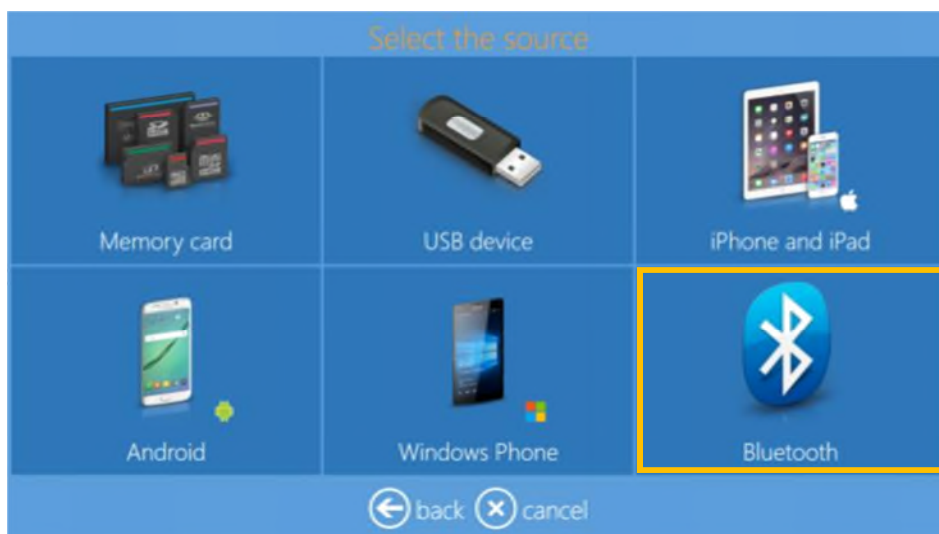 Select the source
Memory card
USB device
iPhone and iPad
Android
Windows Phone
Bluetooth
back cancel